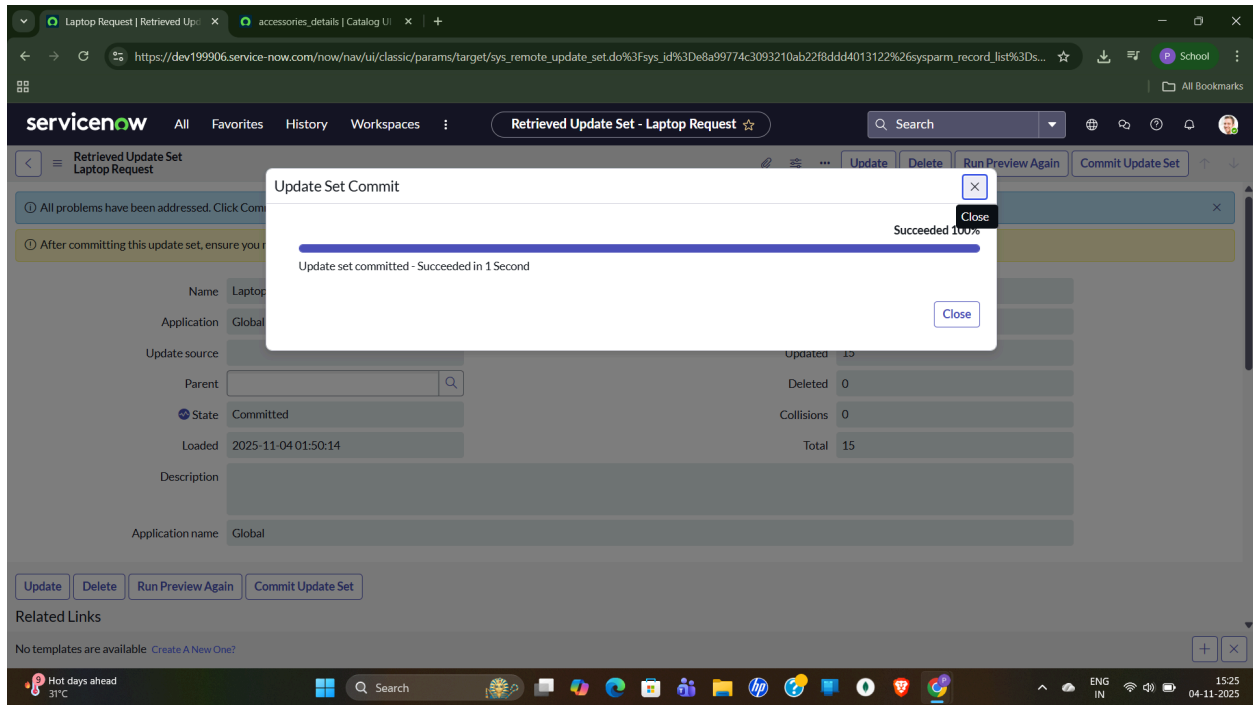 Laptop Request | Retrieved Upd
accessories_details | Catalog UI
https://dev199906.service-now.com/now/nav/ui/classic/params/target/sys_remote_update_set.do%3Fsys_id%3De8a99774c3093210ab22f8ddd4013122%26sysparm_record_list%3Ds...
P School
All Bookmarks
servicenow All Favorites History Workspaces Retrieved Update Set - Laptop Request Search
Retrieved Update Set
Laptop Request
Update Delete Run Preview Again Commit Update Set
Update Set Commit
All problems have been addressed. Click Com
Close
Succeeded 100%
After committing this update set, ensure you r
Update set committed - Succeeded in 1 Second
Name Laptop
Close
Application Global
Update source
Updated 15
Parent
Deleted 0
State Committed
Collisions 0
Loaded 2025-11-04 01:50:14
Total 15
Description
Application name Global
Update Delete Run Preview Again Commit Update Set
Related Links
No templates are available Create A New One?
9 Hot days ahead
31°C
Search
ENG
IN
15:25
04-11-2025